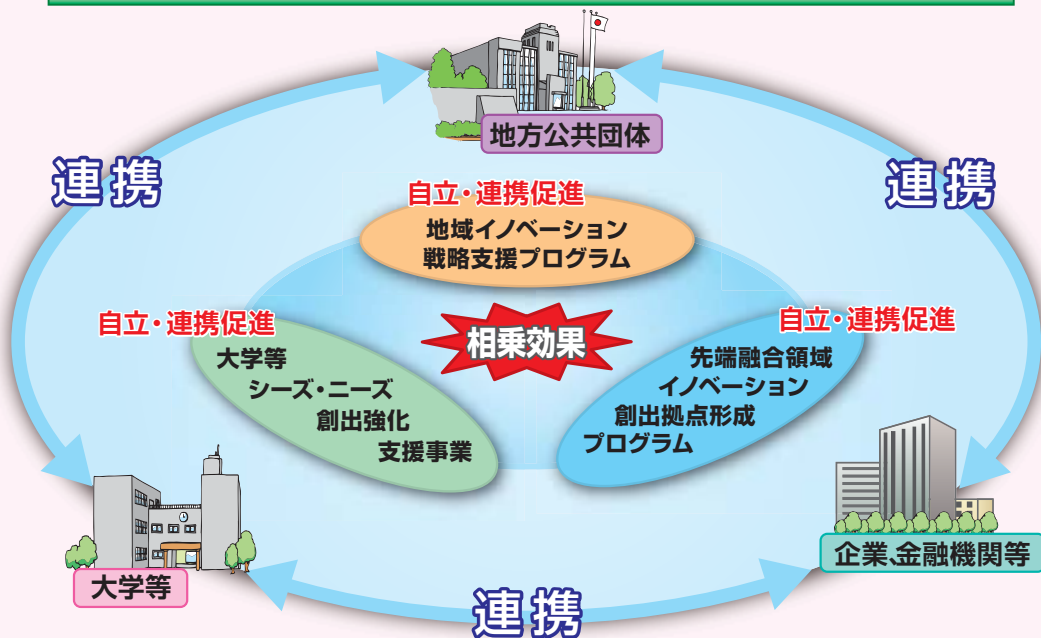 地方公共団体
連携
連携
自立・連携促進
地域イノベーション
戦略支援プログラム
自立・連携促進
大学等
シーズ・ニーズ
創出強化
支援事業
相乗効果
自立・連携促進
先端融合領域
イノベーション
創出拠点形成
プログラム
大学等
企業、金融機関等
連携